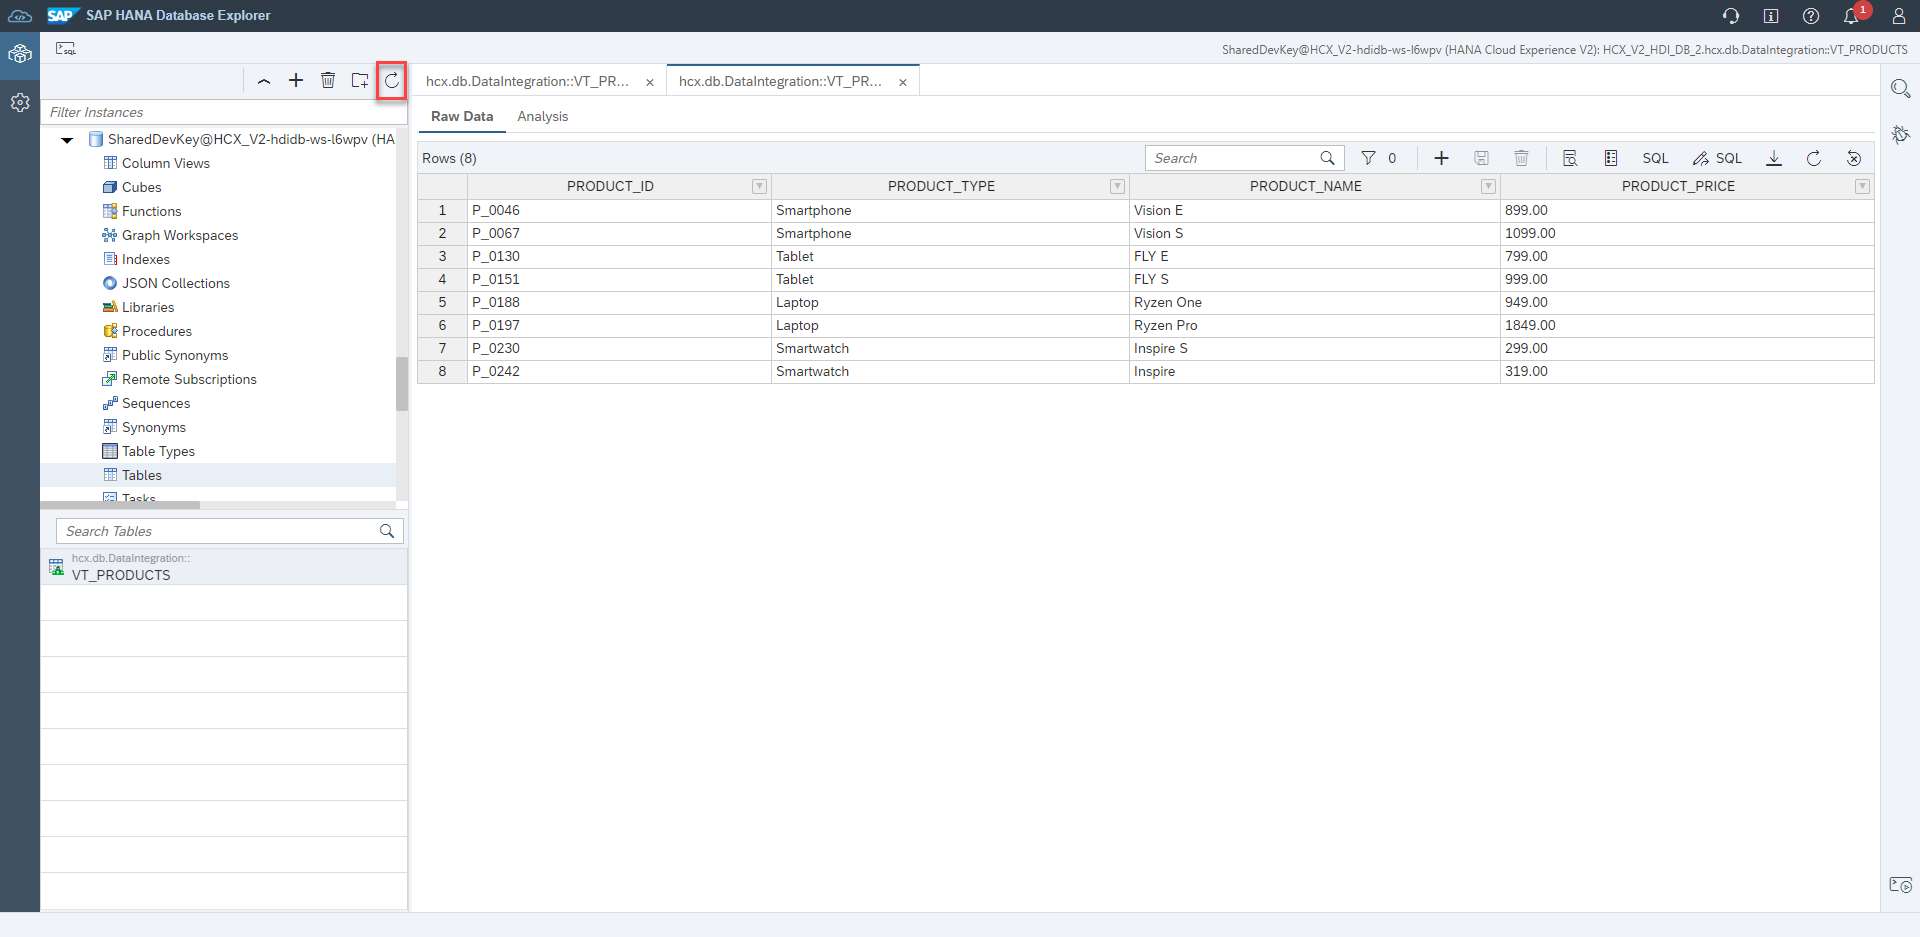 SAP SAP HANA Database Explorer
1
SQL
SharedDevKey@HCX_V2-hdidb-ws-l6wpv (HANA Cloud Experience V2): HCX_V2_HDI_DB_2.hcx.db.DataIntegration::VT_PRODUCTS
Filter Instances
SharedDevKey@HCX_V2-hdidb-ws-l6wpv (HA
Column Views
Cubes
Functions
Graph Workspaces
Indexes
JSON Collections
Libraries
Procedures
Public Synonyms
Remote Subscriptions
Sequences
Synonyms
Table Types
Tables
Tasks
Search Tables
hcx.db.DataIntegration::
VT_PRODUCTS
hcx.db.DataIntegration::VT_PR... × hcx.db.DataIntegration::VT_PR... ×
Raw Data Analysis
Rows (8) Search 0 SQL SQL
PRODUCT_ID PRODUCT_TYPE PRODUCT_NAME PRODUCT_PRICE
1 P_0046 Smartphone Vision E 899.00
2 P_0067 Smartphone Vision S 1099.00
3 P_0130 Tablet FLY E 799.00
4 P_0151 Tablet FLY S 999.00
5 P_0188 Laptop Ryzen One 949.00
6 P_0197 Laptop Ryzen Pro 1849.00
7 P_0230 Smartwatch Inspire S 299.00
8 P_0242 Smartwatch Inspire 319.00